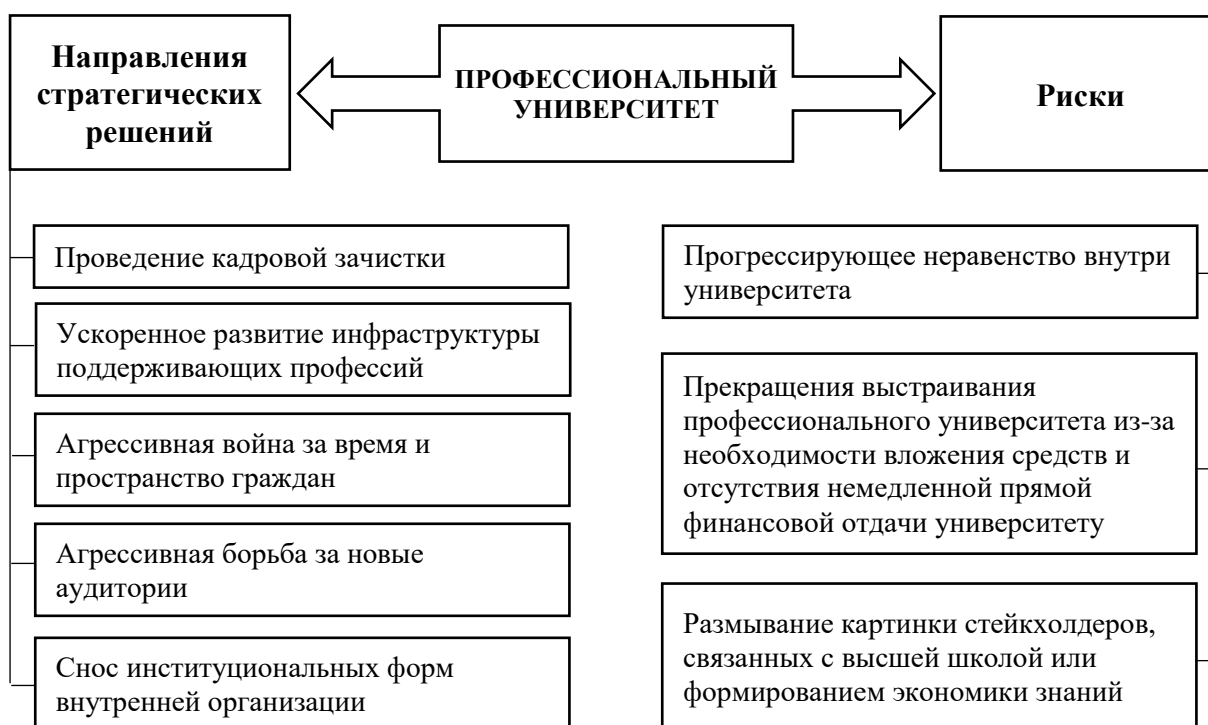 Направления
стратегических
решений
ПРОФЕССИОНАЛЬНЫЙ
УНИВЕРСИТЕТ
Риски
Проведение кадровой зачистки
Ускоренное развитие инфраструктуры
поддерживающих профессий
Агрессивная война за время и
пространство граждан
Агрессивная борьба за новые
аудитории
Снос институциональных форм
внутренней организации
Прогрессирующее неравенство внутри
университета
Прекращения выстраивания
профессионального университета из-за
необходимости вложения средств и
отсутствия немедленной прямой
финансовой отдачи университету
Размывание картинки стейкхолдеров,
связанных с высшей школой или
формированием экономики знаний